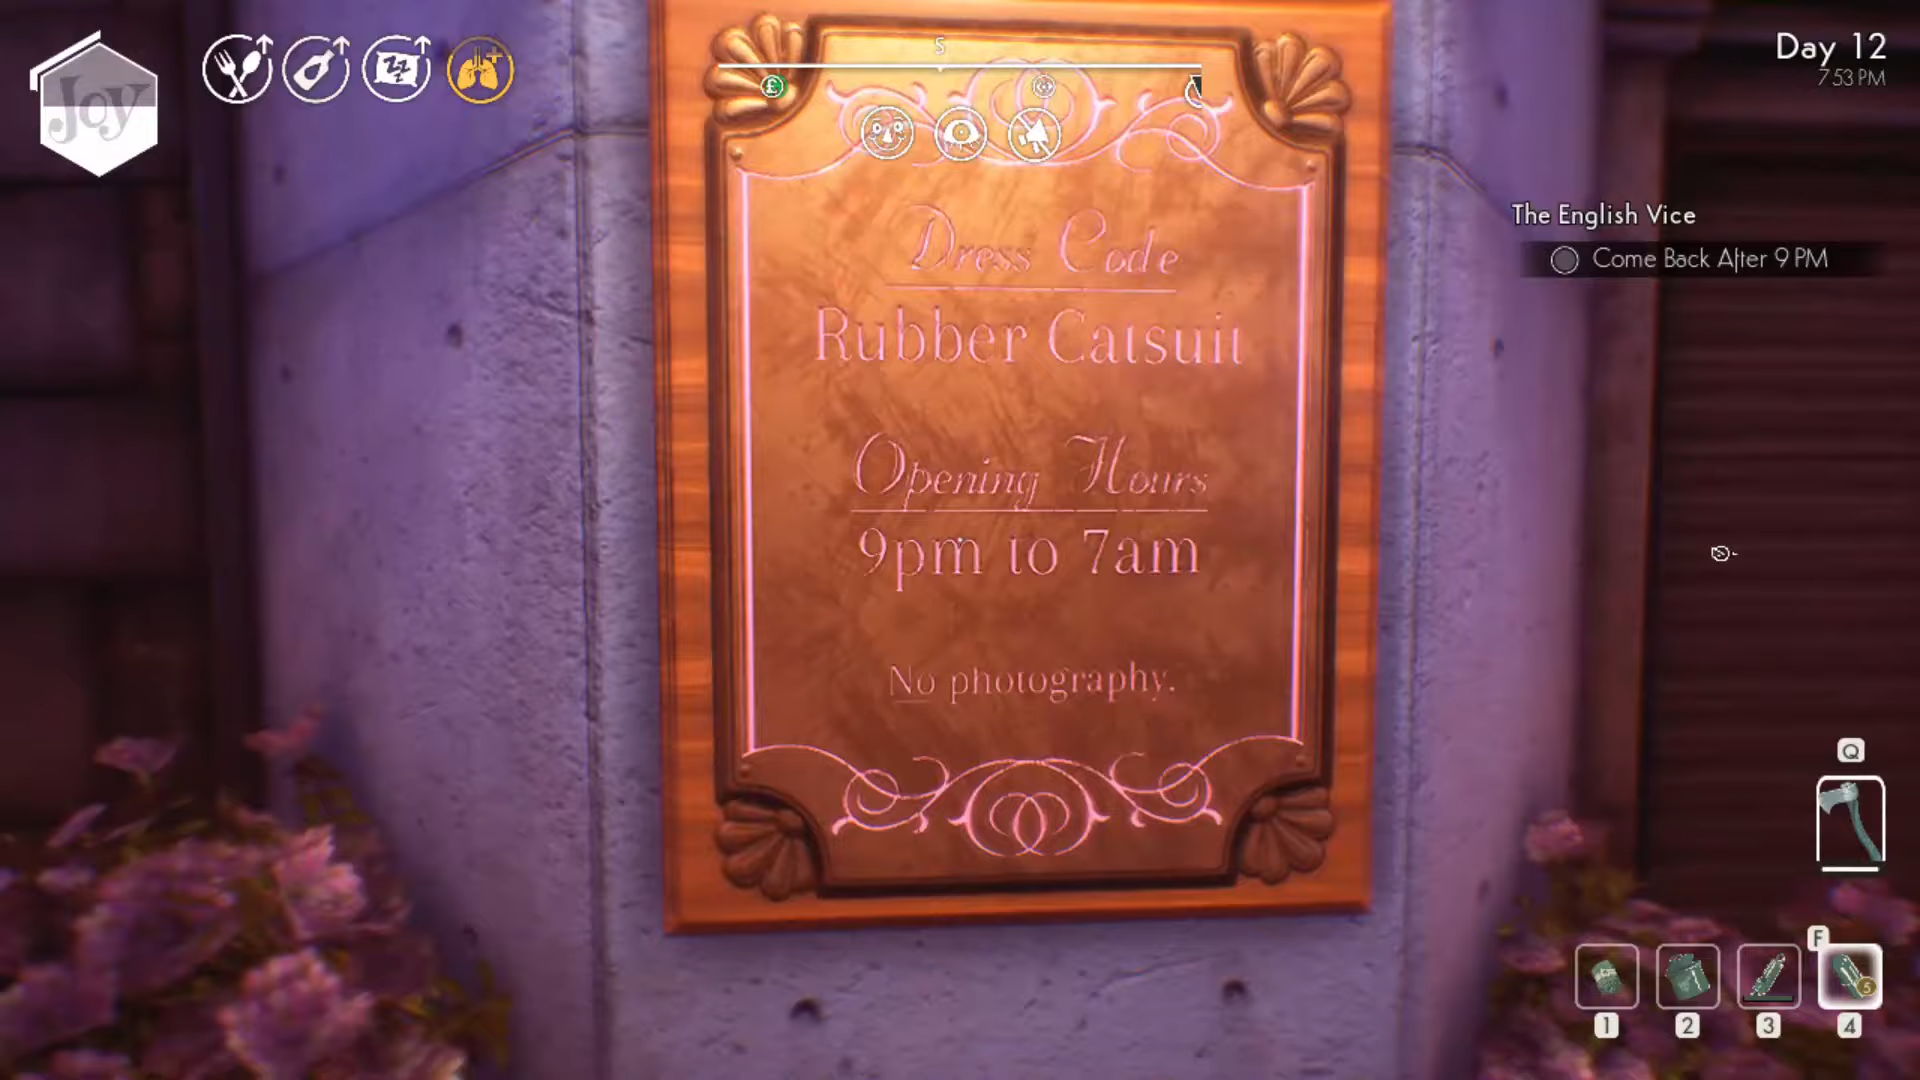 Joy
S
£
Day 12
7 53 PM
The English Vice
Come Back After 9 PM
Dress Code
Rubber Catsuit
Opening Hours
9pm to 7am
No photography.
Q
F
5
1 2 3 4